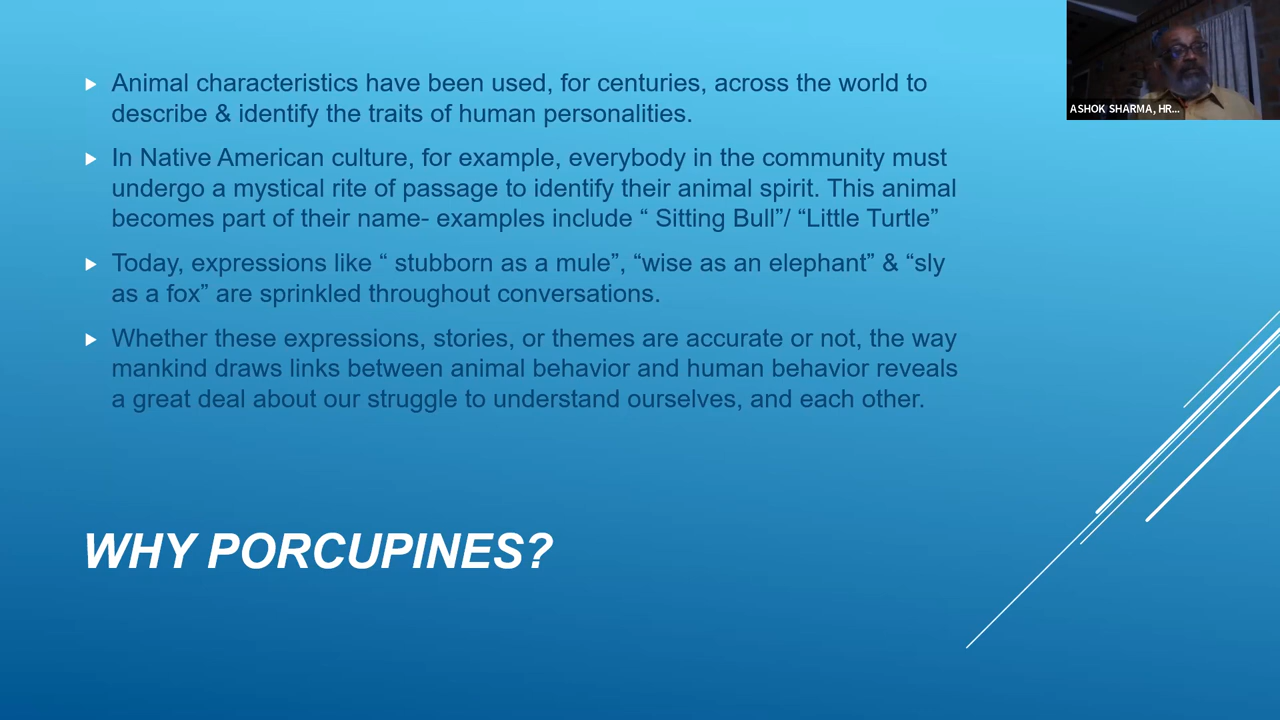 Animal characteristics have been used, for centuries, across the world to
describe & identify the traits of human personalities.
In Native American culture, for example, everybody in the community must
undergo a mystical rite of passage to identify their animal spirit. This animal
becomes part of their name- examples include “ Sitting Bull”/ “Little Turtle”
Today, expressions like “ stubborn as a mule”, “wise as an elephant” & “sly
as a fox” are sprinkled throughout conversations.
Whether these expressions, stories, or themes are accurate or not, the way
mankind draws links between animal behavior and human behavior reveals
a great deal about our struggle to understand ourselves, and each other.
WHY PORCUPINES?
ASHOK SHARMA, HR...